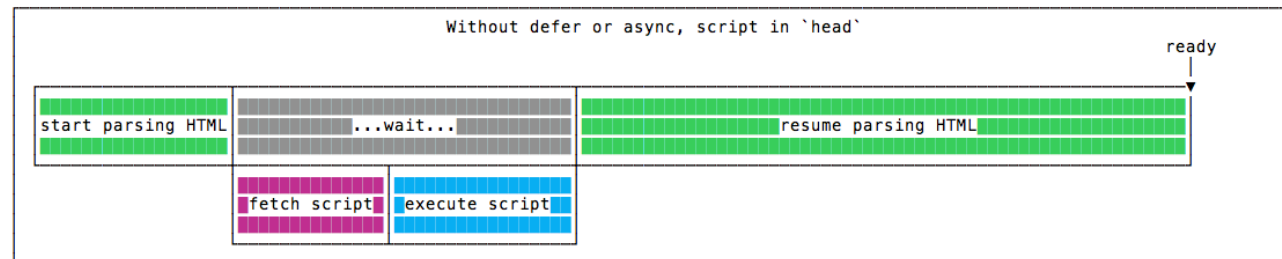 Without defer or async, script in `head`
ready
start parsing HTML
...wait...
resume parsing HTML
fetch script
execute script